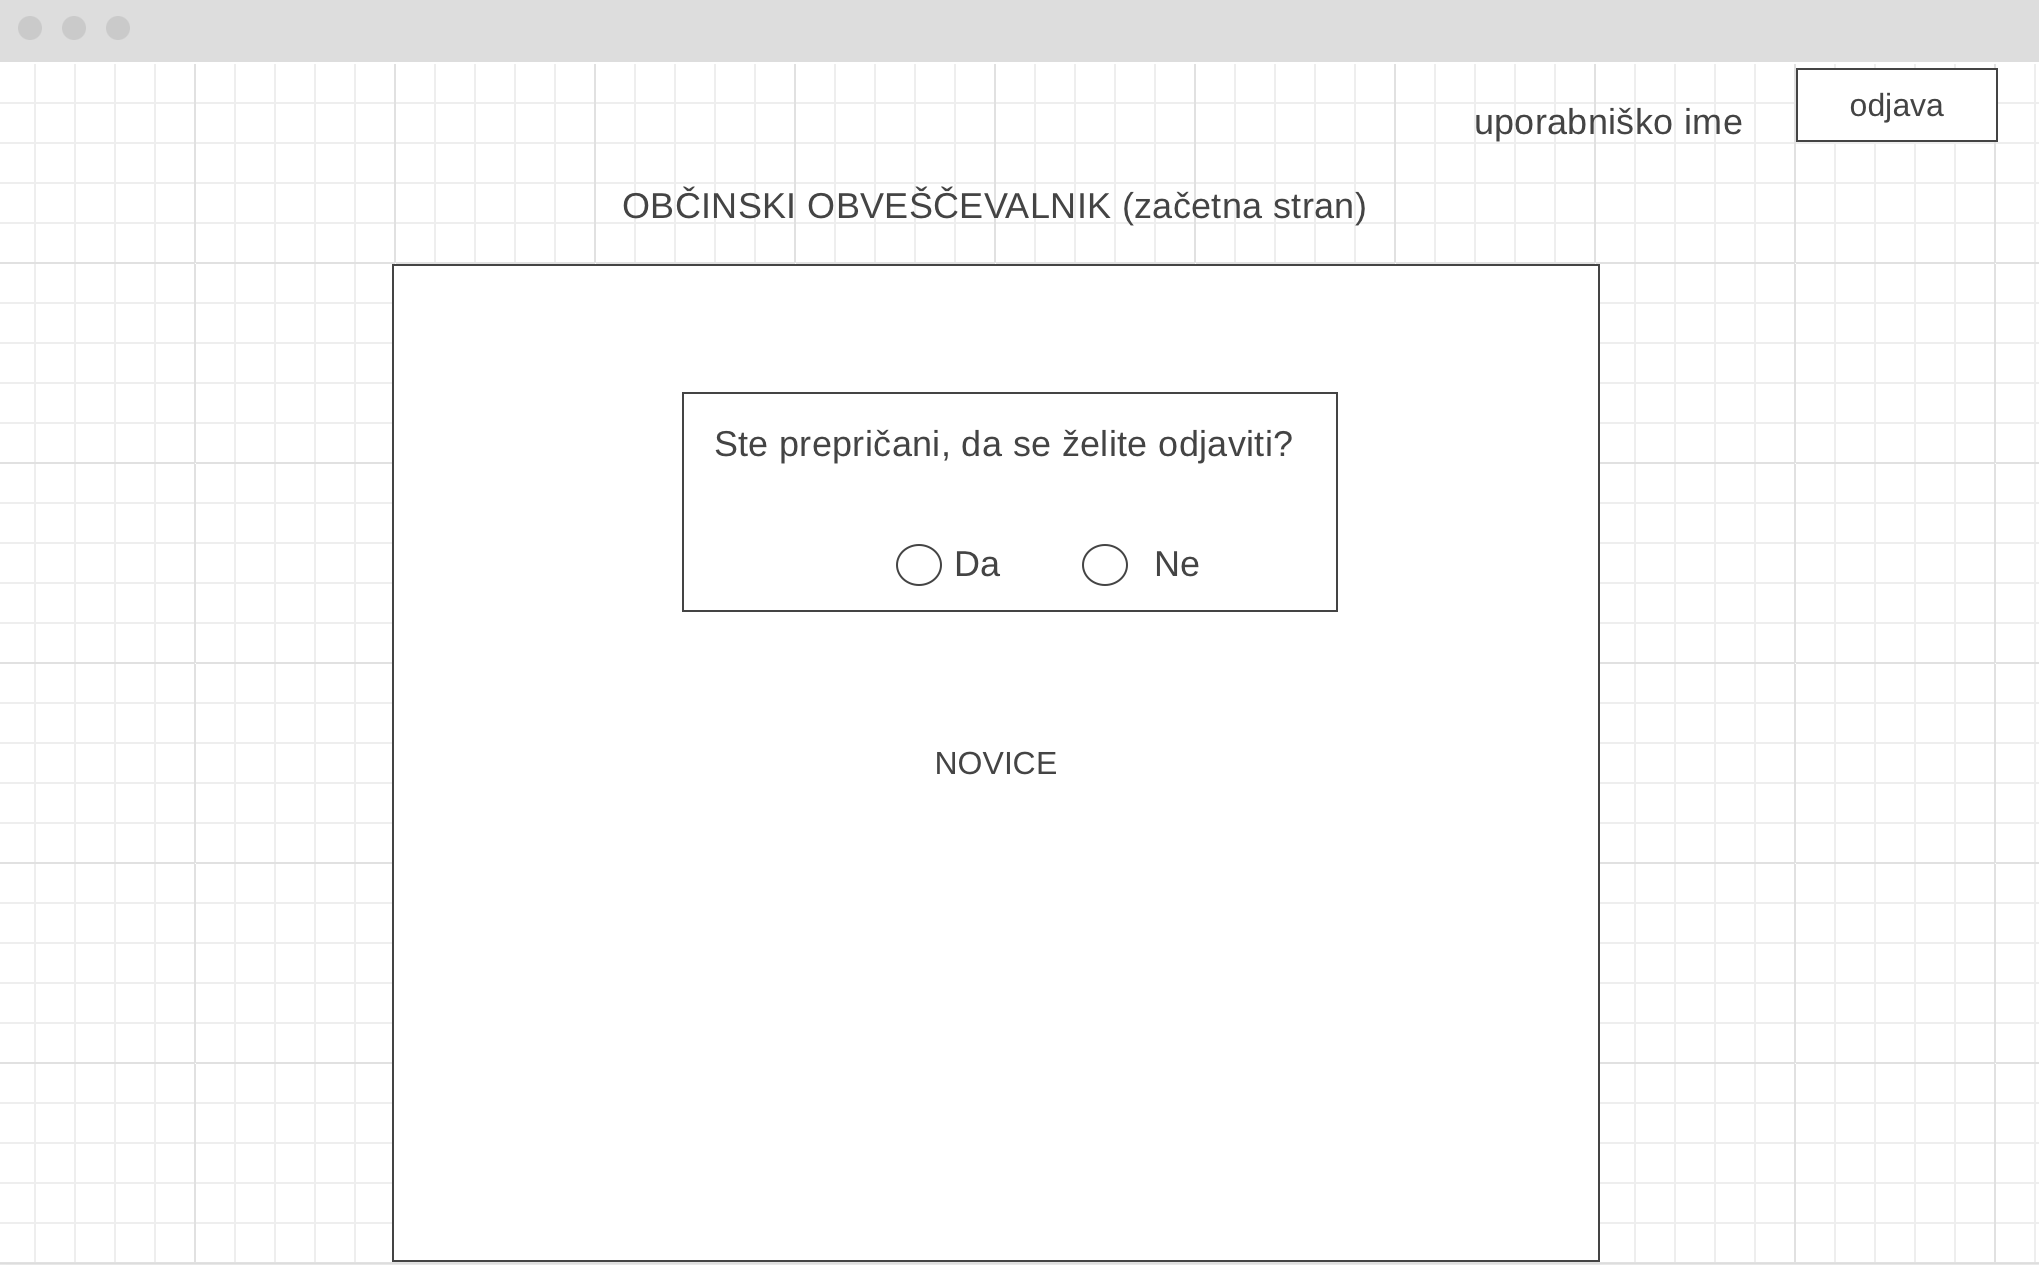 uporabniško ime
odjava
OBČINSKI OBVEŠČEVALNIK (začetna stran)
Ste prepričani, da se želite odjaviti?
Da
Ne
NOVICE